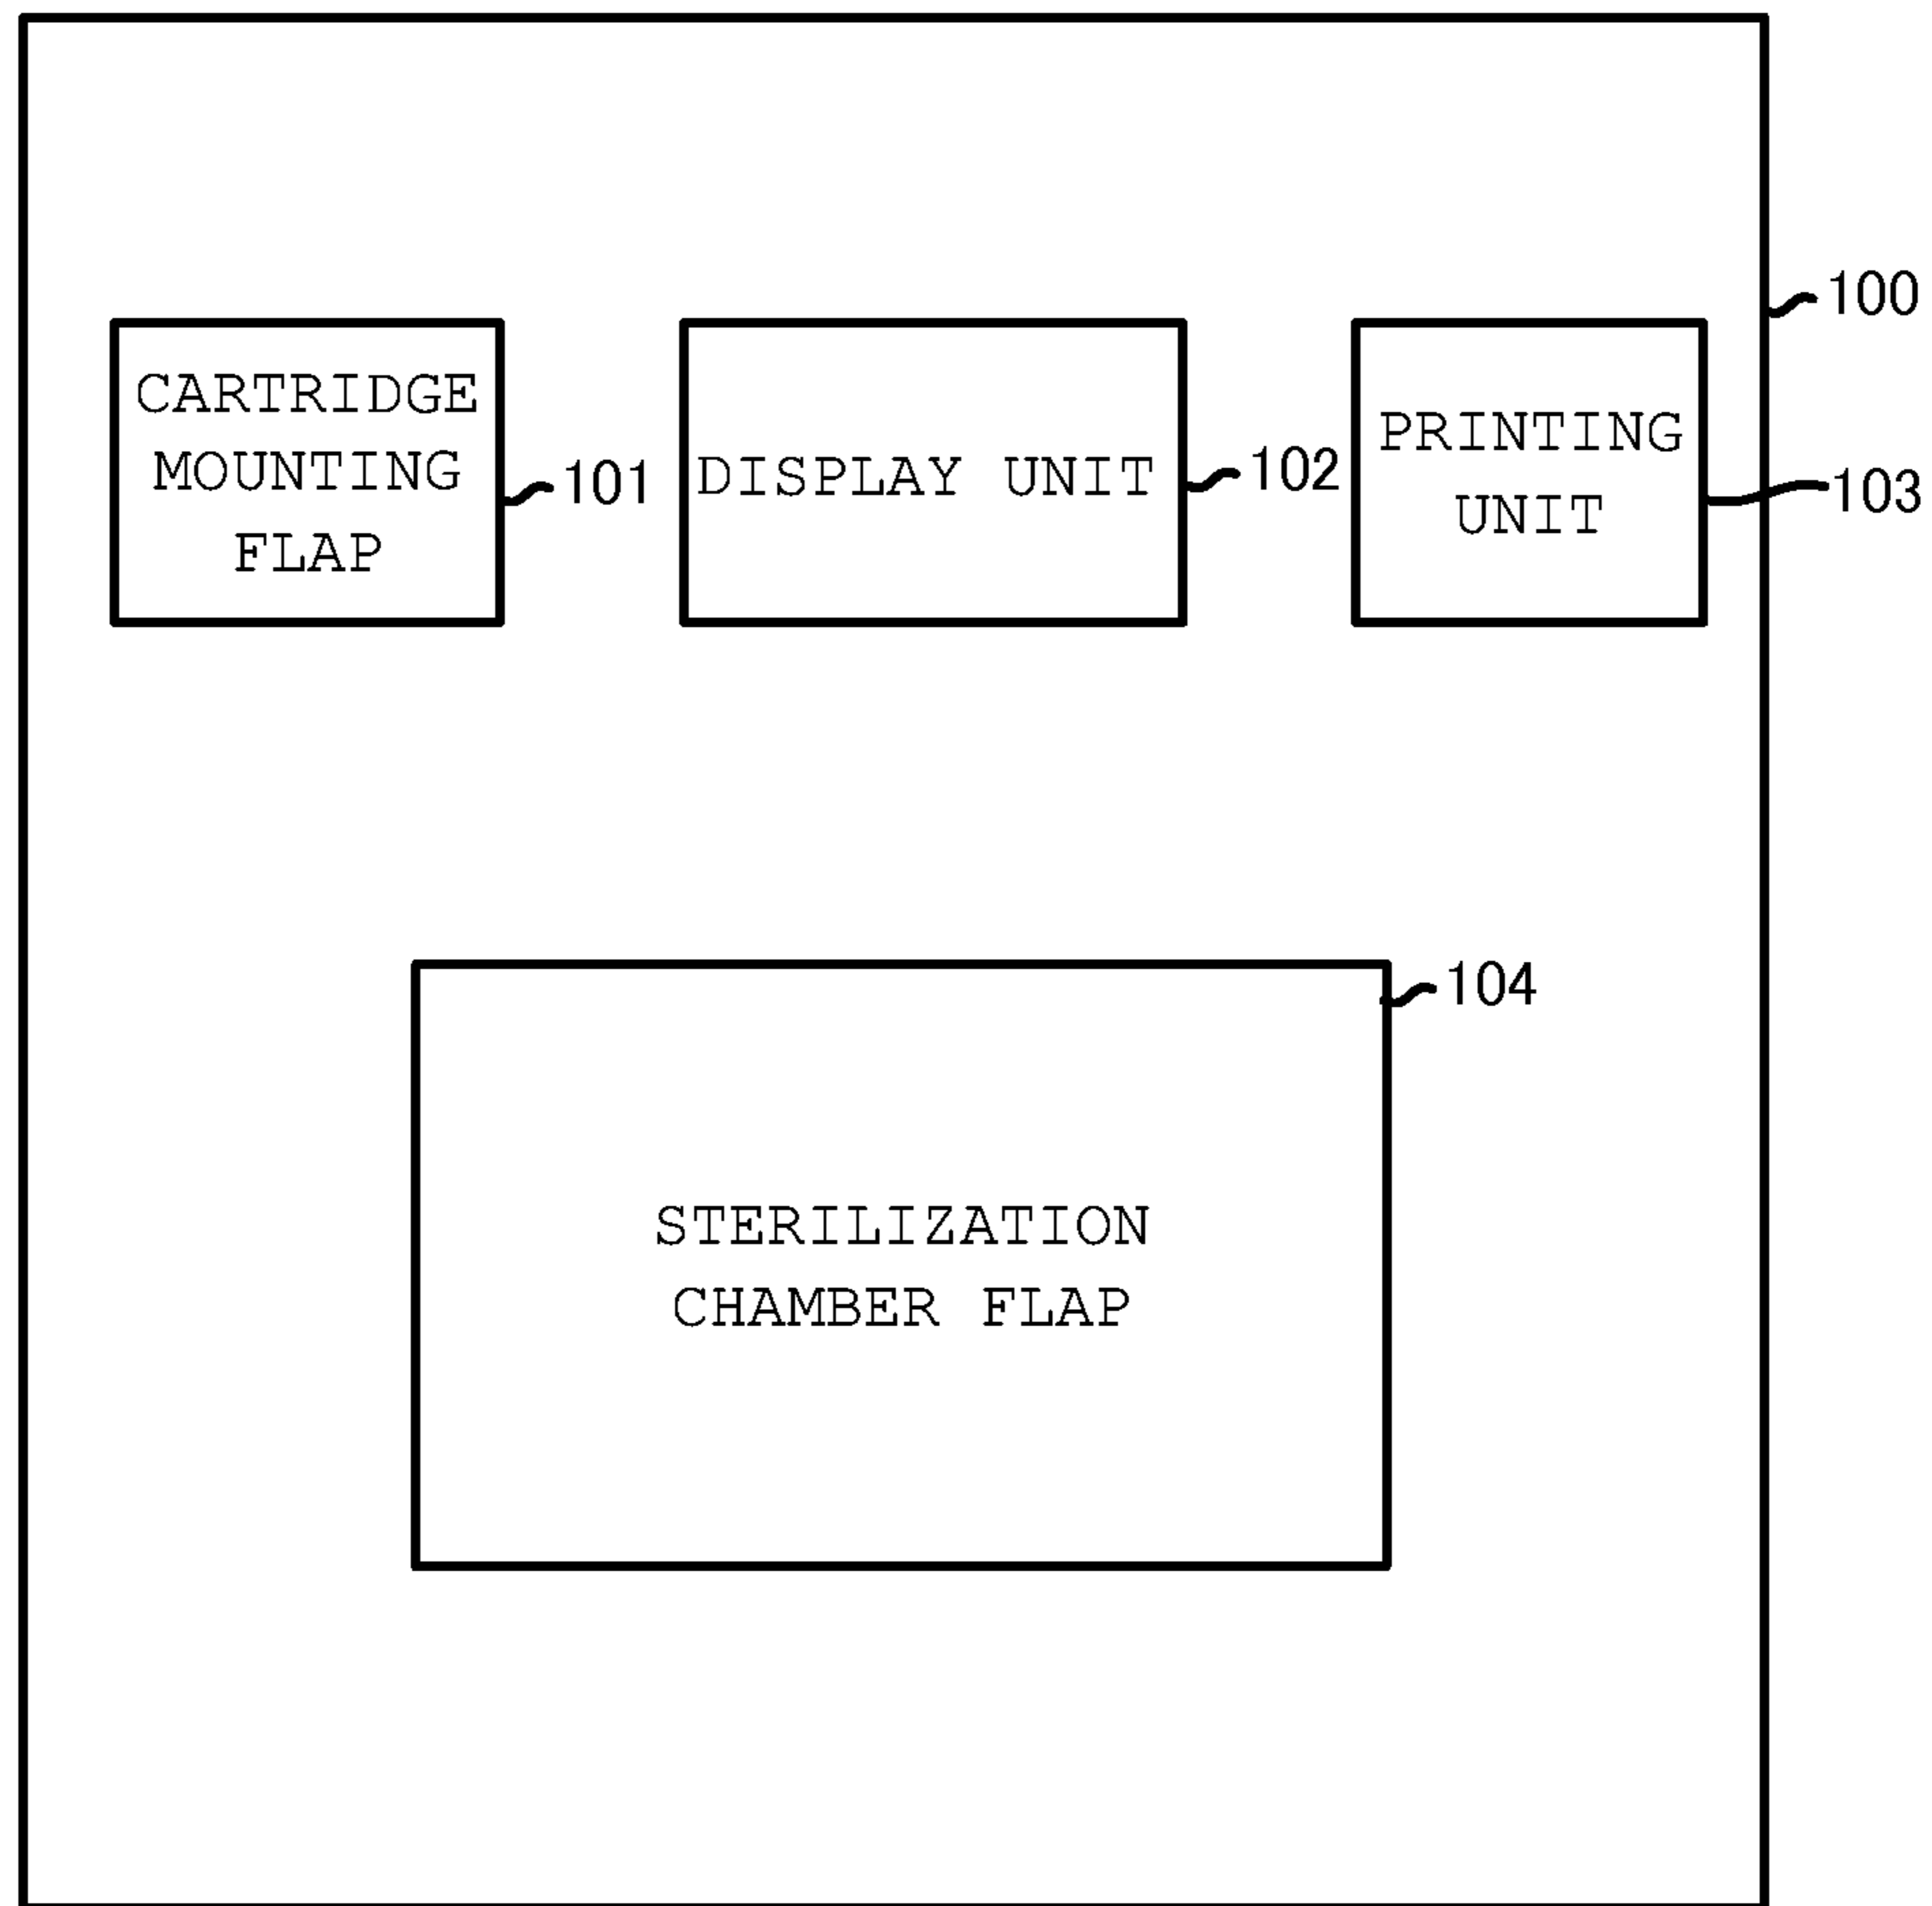 100
CARTRIDGE
MOUNTING
FLAP
101
DISPLAY UNIT
102
PRINTING
UNIT
103
104
STERILIZATION
CHAMBER FLAP